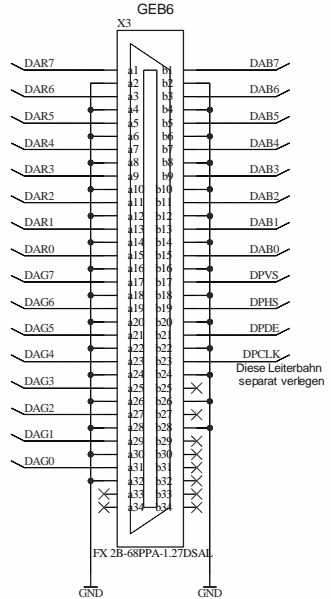 GEB6
X3
DAR7 a1 b1 DAB7
a2 b2
DAR6 a3 b3 DAB6
a4 b4
DAR5 a5 b5 DAB5
a6 b6
DAR4 a7 b7 DAB4
a8 b8
DAR3 a9 b9 DAB3
a10 b10
DAR2 a11 b11 DAB2
a12 b12
DAR1 a13 b13 DAB1
a14 b14
DAR0 a15 b15 DAB0
a16 b16
DAG7 a17 b17 DPVS
a18 b18
DAG6 a19 b19 DPHS
a20 b20
DAG5 a21 b21 DPDE
a22 b22
DAG4 a23 b23 DPCLK
a24 b24 Diese Leiterbahn
DAG3 a25 b25 separat verlegen
a26 b26
DAG2 a27 b27
a28 b28
DAG1 a29 b29
a30 b30
DAG0 a31 b31
a32 b32
a33 b33
a34 b34
FX 2B-68PPA-1.27DSAL
GND GND